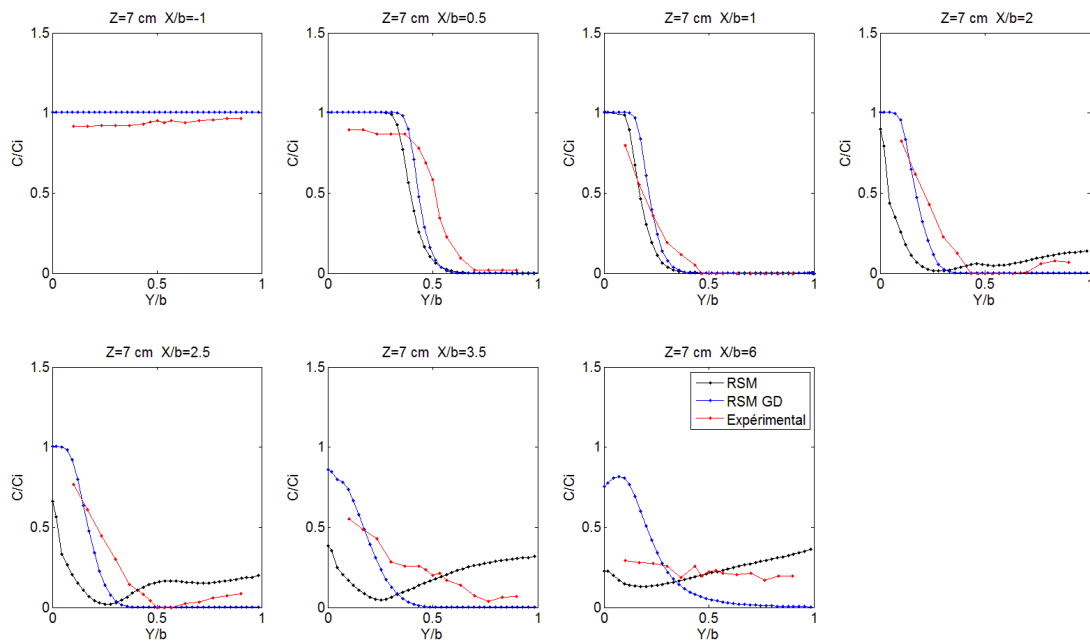 Z=7 cm X/b=-1
1.5
1
0.5
0
C/Ci
0
0.5
1
Y/b
Z=7 cm X/b=0.5
1.5
1
0.5
0
C/Ci
0
0.5
1
Y/b
Z=7 cm X/b=1
1.5
1
0.5
0
C/Ci
0
0.5
1
Y/b
Z=7 cm X/b=2
1.5
1
0.5
0
C/Ci
0
0.5
1
Y/b
Z=7 cm X/b=2.5
1.5
1
0.5
0
C/Ci
0
0.5
1
Y/b
Z=7 cm X/b=3.5
1.5
1
0.5
0
C/Ci
0
0.5
1
Y/b
Z=7 cm X/b=6
1.5
1
0.5
0
C/Ci
RSM
RSM GD
Expérimental
0
0.5
1
Y/b